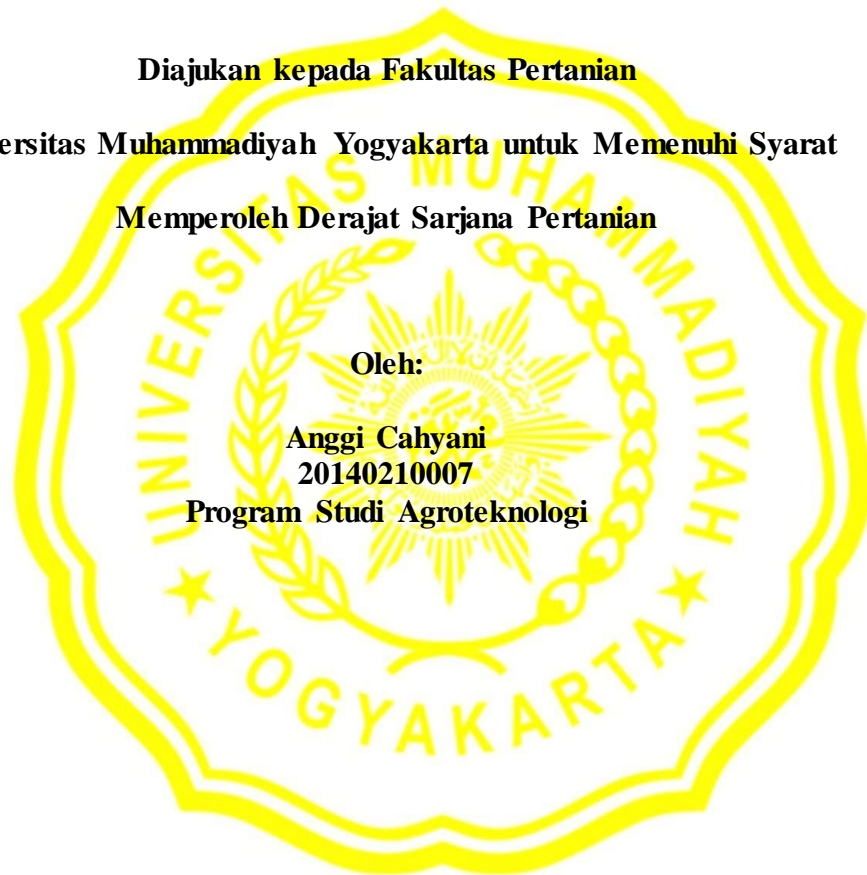 Diajukan kepada Fakultas Pertanian
ersitas Muhammadiyah Yogyakarta untuk Memenuhi Syarat
Memperoleh Derajat Sarjana Pertanian
Oleh:
Anggi Cahyani
20140210007
Program Studi Agroteknologi
UNIVERSITAS MUHAMMADIYAH
★ YOGYAKARTA ★